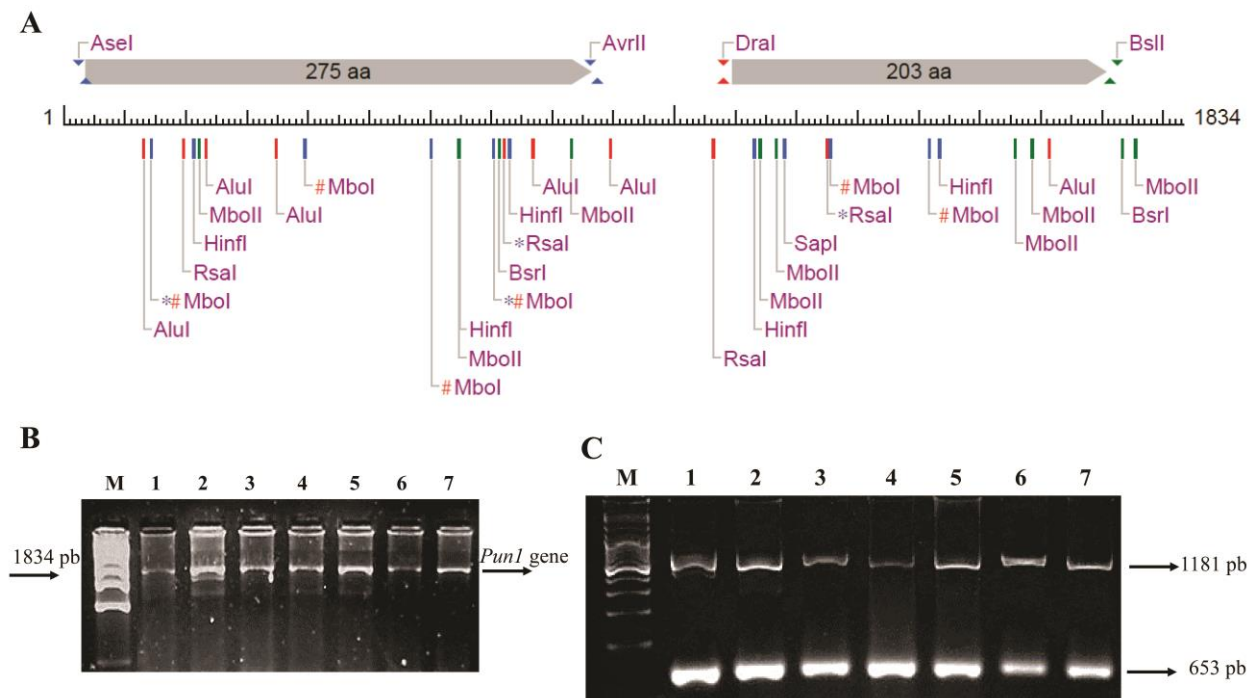 A
AseI
AvrII
DraI
BslI
275 aa
203 aa
1
1834
AluI
#MboI
AluI
AluI
#MboI
HinfI
AluI
MboII
MboII
AluI
HinfI
MboII
*RsaI
#MboI
MboII
BsrI
HinfI
*RsaI
SapI
MboII
RsaI
BsrI
MboII
*#MboI
*#MboI
MboII
AluI
HinfI
HinfI
MboII
RsaI
#MboI
B
C
M 1 2 3 4 5 6 7
M 1 2 3 4 5 6 7
1834 pb
Pun1 gene
1181 pb
653 pb